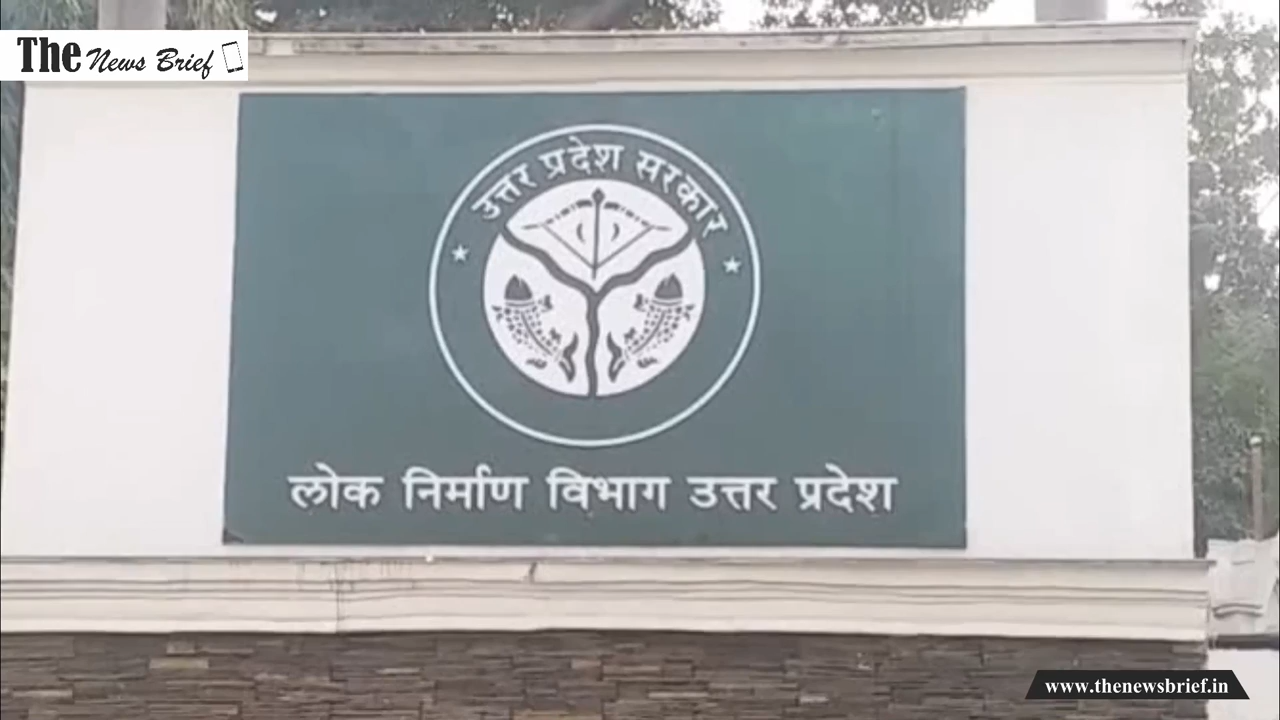 The News Brief
उत्तर प्रदेश सरकार
लोक निर्माण विभाग उत्तर प्रदेश
www.thenewsbrief.in